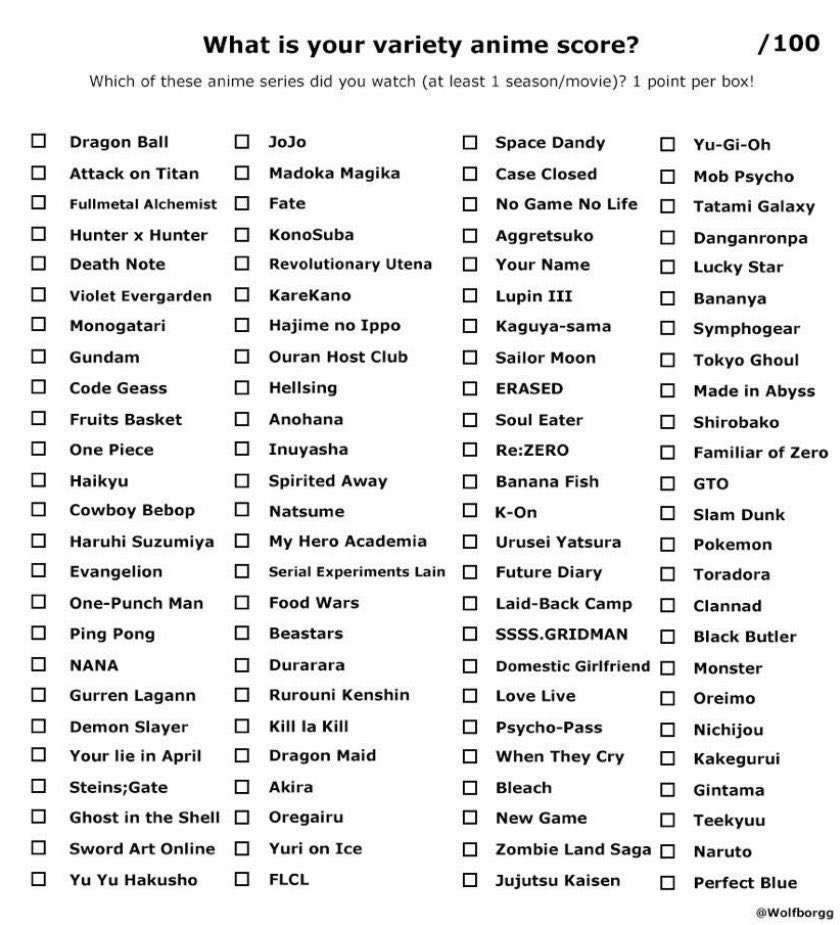 What is your variety anime score?
/100
Which of these anime series did you watch (at least 1 season/movie)? 1 point per box!
Dragon Ball
Attack on Titan
Fullmetal Alchemist
Hunter x Hunter
Death Note
Violet Evergarden
Monogatari
Gundam
Code Geass
Fruits Basket
One Piece
Haikyu
Cowboy Bebop
Haruhi Suzumiya
Evangelion
One-Punch Man
Ping Pong
NANA
Gurren Lagann
Demon Slayer
Your lie in April
Steins;Gate
Ghost in the Shell
Sword Art Online
Yu Yu Hakusho
JoJo
Madoka Magika
Fate
KonoSuba
Revolutionary Utena
KareKano
Hajime no Ippo
Ouran Host Club
Hellsing
Anohana
Inuyasha
Spirited Away
Natsume
My Hero Academia
Serial Experiments Lain
Food Wars
Beastars
Durarara
Rurouni Kenshin
Kill la Kill
Dragon Maid
Akira
Oregairu
Yuri on Ice
FLCL
Space Dandy
Case Closed
No Game No Life
Aggretsuko
Your Name
Lupin III
Kaguya-sama
Sailor Moon
ERASED
Soul Eater
Re:ZERO
Banana Fish
K-On
Urusei Yatsura
Future Diary
Laid-Back Camp
SSSS.GRIDMAN
Domestic Girlfriend
Love Live
Psycho-Pass
When They Cry
Bleach
New Game
Zombie Land Saga
Jujutsu Kaisen
Yu-Gi-Oh
Mob Psycho
Tatami Galaxy
Danganronpa
Lucky Star
Bananya
Symphogear
Tokyo Ghoul
Made in Abyss
Shirobako
Familiar of Zero
GTO
Slam Dunk
Pokemon
Toradora
Clannad
Black Butler
Monster
Oreimo
Nichijou
Kakegurui
Gintama
Teekyuu
Naruto
Perfect Blue
@Wolfborgg